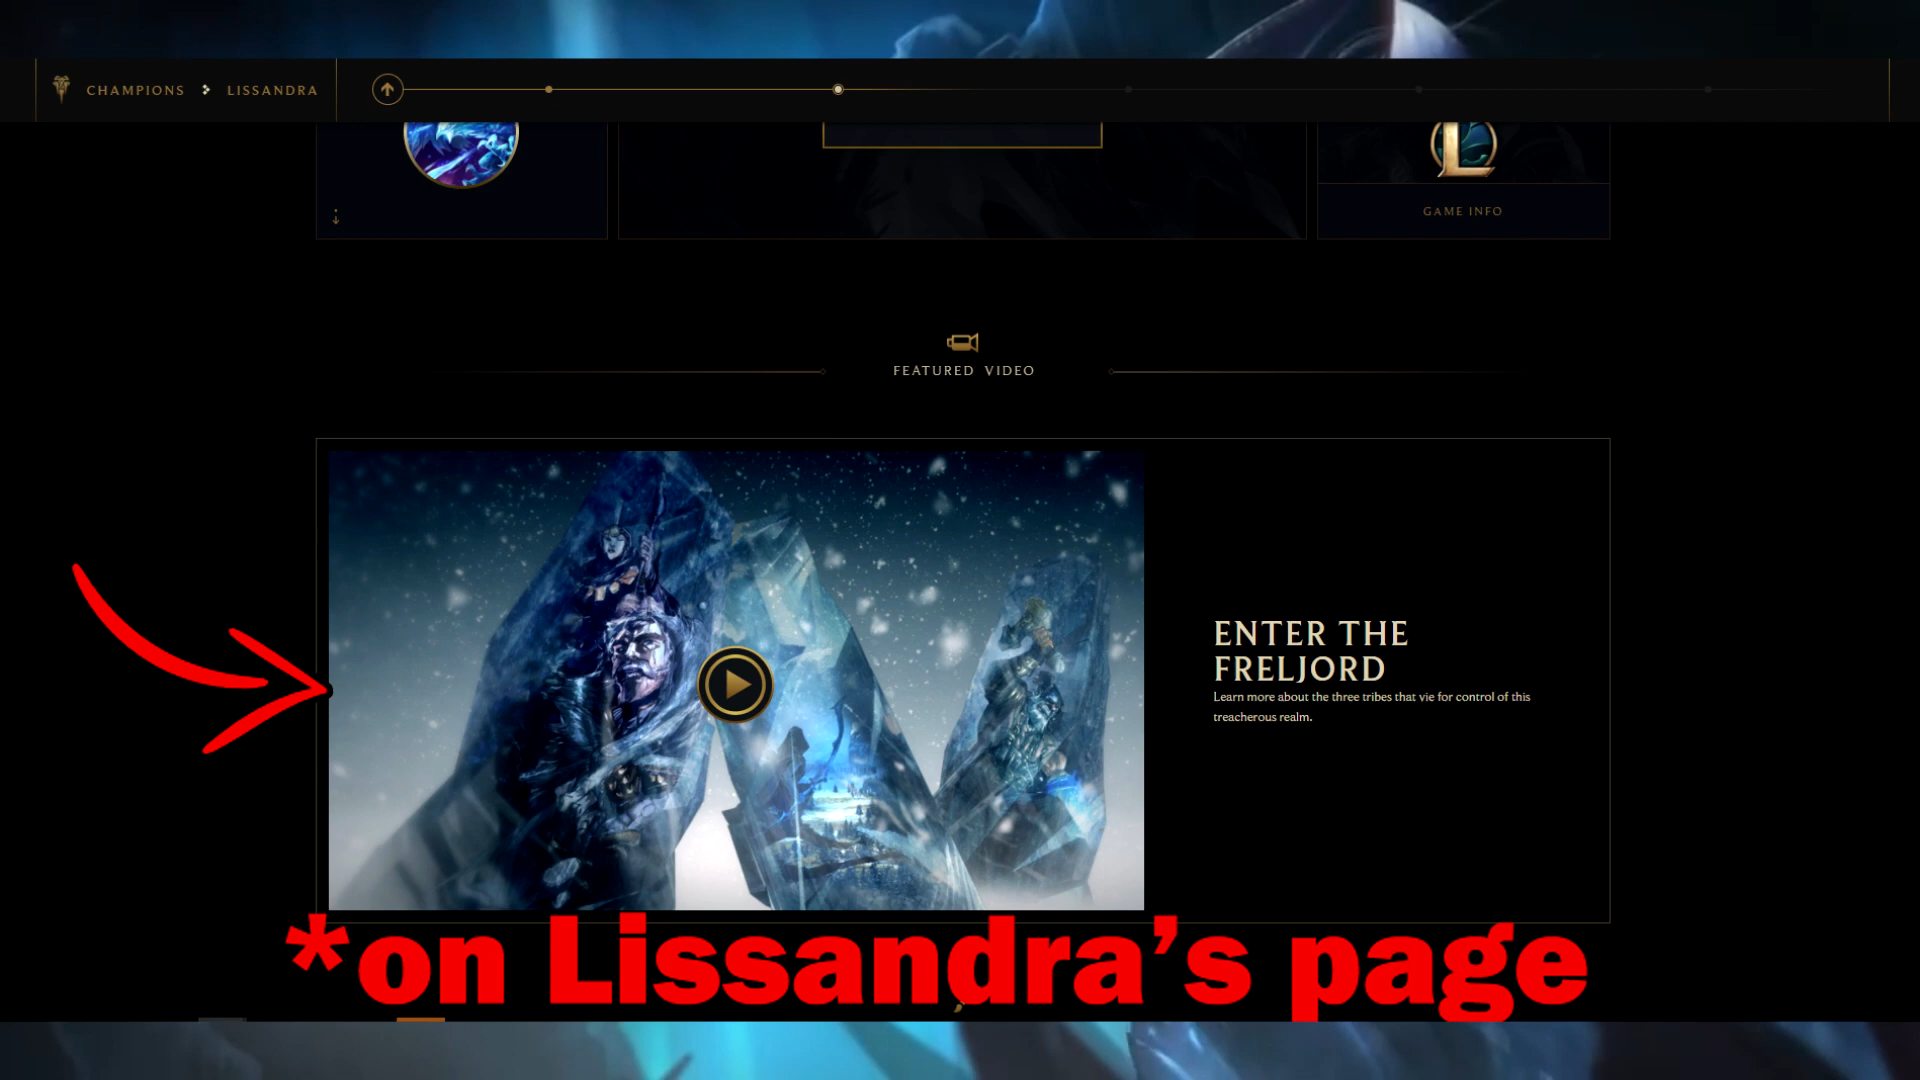 CHAMPIONS LISSANDRA
GAME INFO
FEATURED VIDEO
ENTER THE
FRELJORD
Learn more about the three tribes that vie for control of this
treacherous realm.
*on Lissandra's page